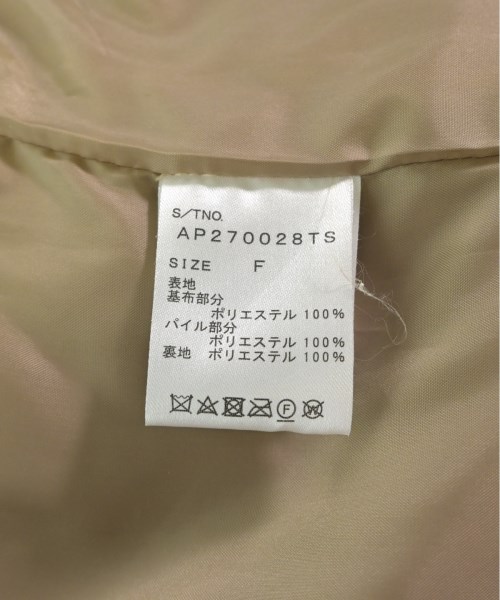 S/TNO.
AP270028TS
SIZE F
表地
基布部分
ポリエステル 100%
パイル部分
ポリエステル 100%
裏地 ポリエステル 100%
F W